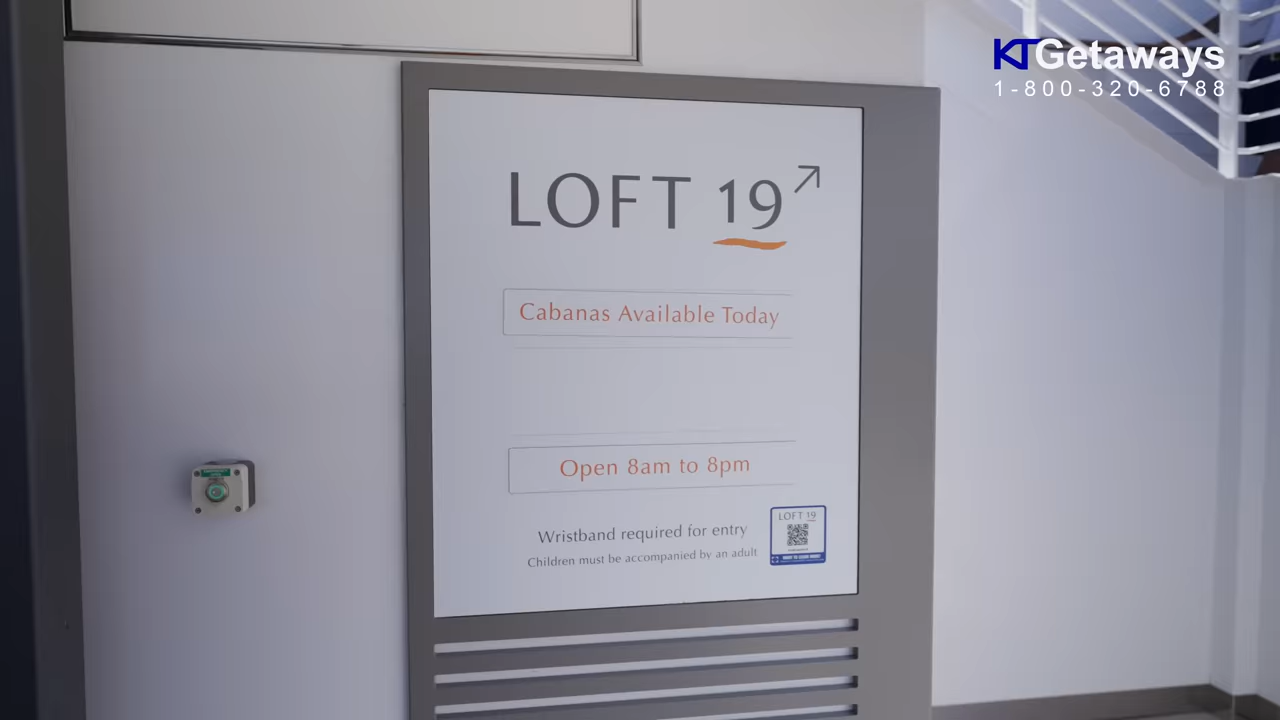 KTGetaways
1-800-320-6788
LOFT 19
Cabanas Available Today
Open 8am to 8pm
Wristband required for entry
Children must be accompanied by an adult
LOFT 19